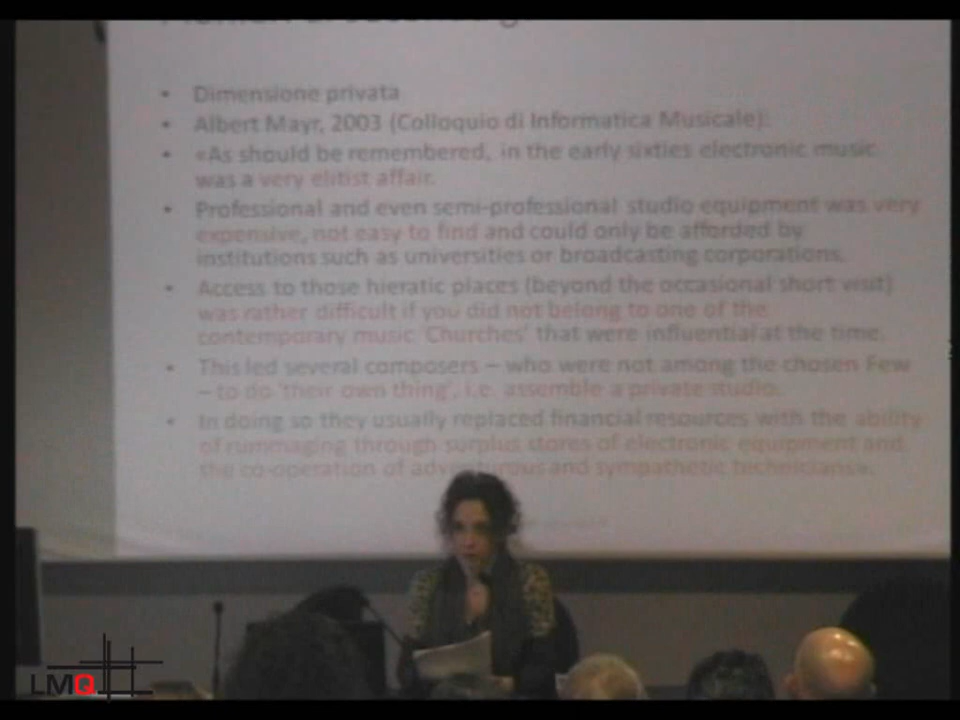 • Dimensione privata
• Albert Mayr, 2003 (Colloquio di Informatica Musicale):
• «As should be remembered, in the early sixties electronic music
was a very elitist affair.
• Professional and even semi-professional studio equipment was very
expensive, not easy to find and could only be afforded by
institutions such as universities or broadcasting corporations.
• Access to those hieratic places (beyond the occasional short visit)
was rather difficult if you did not belong to one of the
contemporary music 'Churches' that were influential at the time.
• This led several composers – who were not among the chosen Few
– to do 'their own thing', i.e. assemble a private studio.
• In doing so they usually replaced financial resources with the ability
of rummaging through surplus stores of electronic equipment and
the co-operation of adventurous and sympathetic technicians».
LMQ